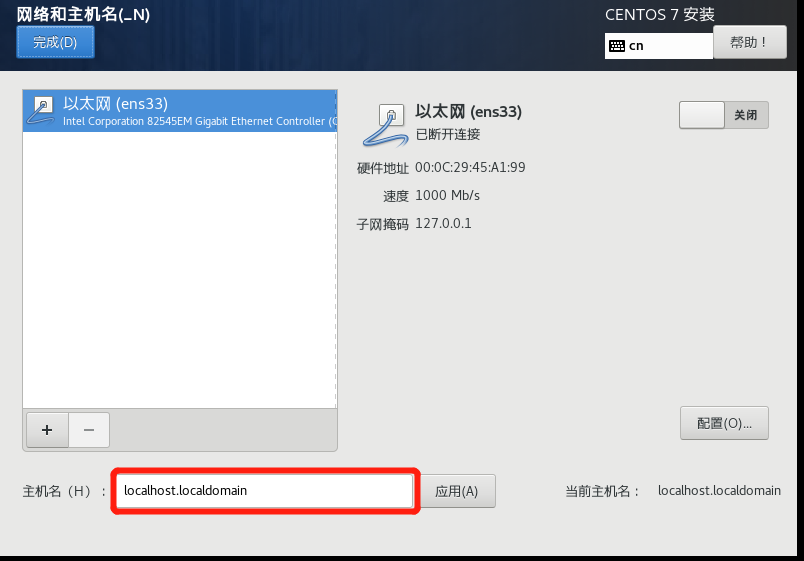 网络和主机名(_N)
CENTOS 7 安装
完成(D)
cn
帮助！
以太网 (ens33)
Intel Corporation 82545EM Gigabit Ethernet Controller (C
以太网 (ens33)
已断开连接
关闭
硬件地址 00:0C:29:45:A1:99
速度 1000 Mb/s
子网掩码 127.0.0.1
+ −
配置(O)...
主机名（H）： localhost.localdomain 应用(A) 当前主机名： localhost.localdomain